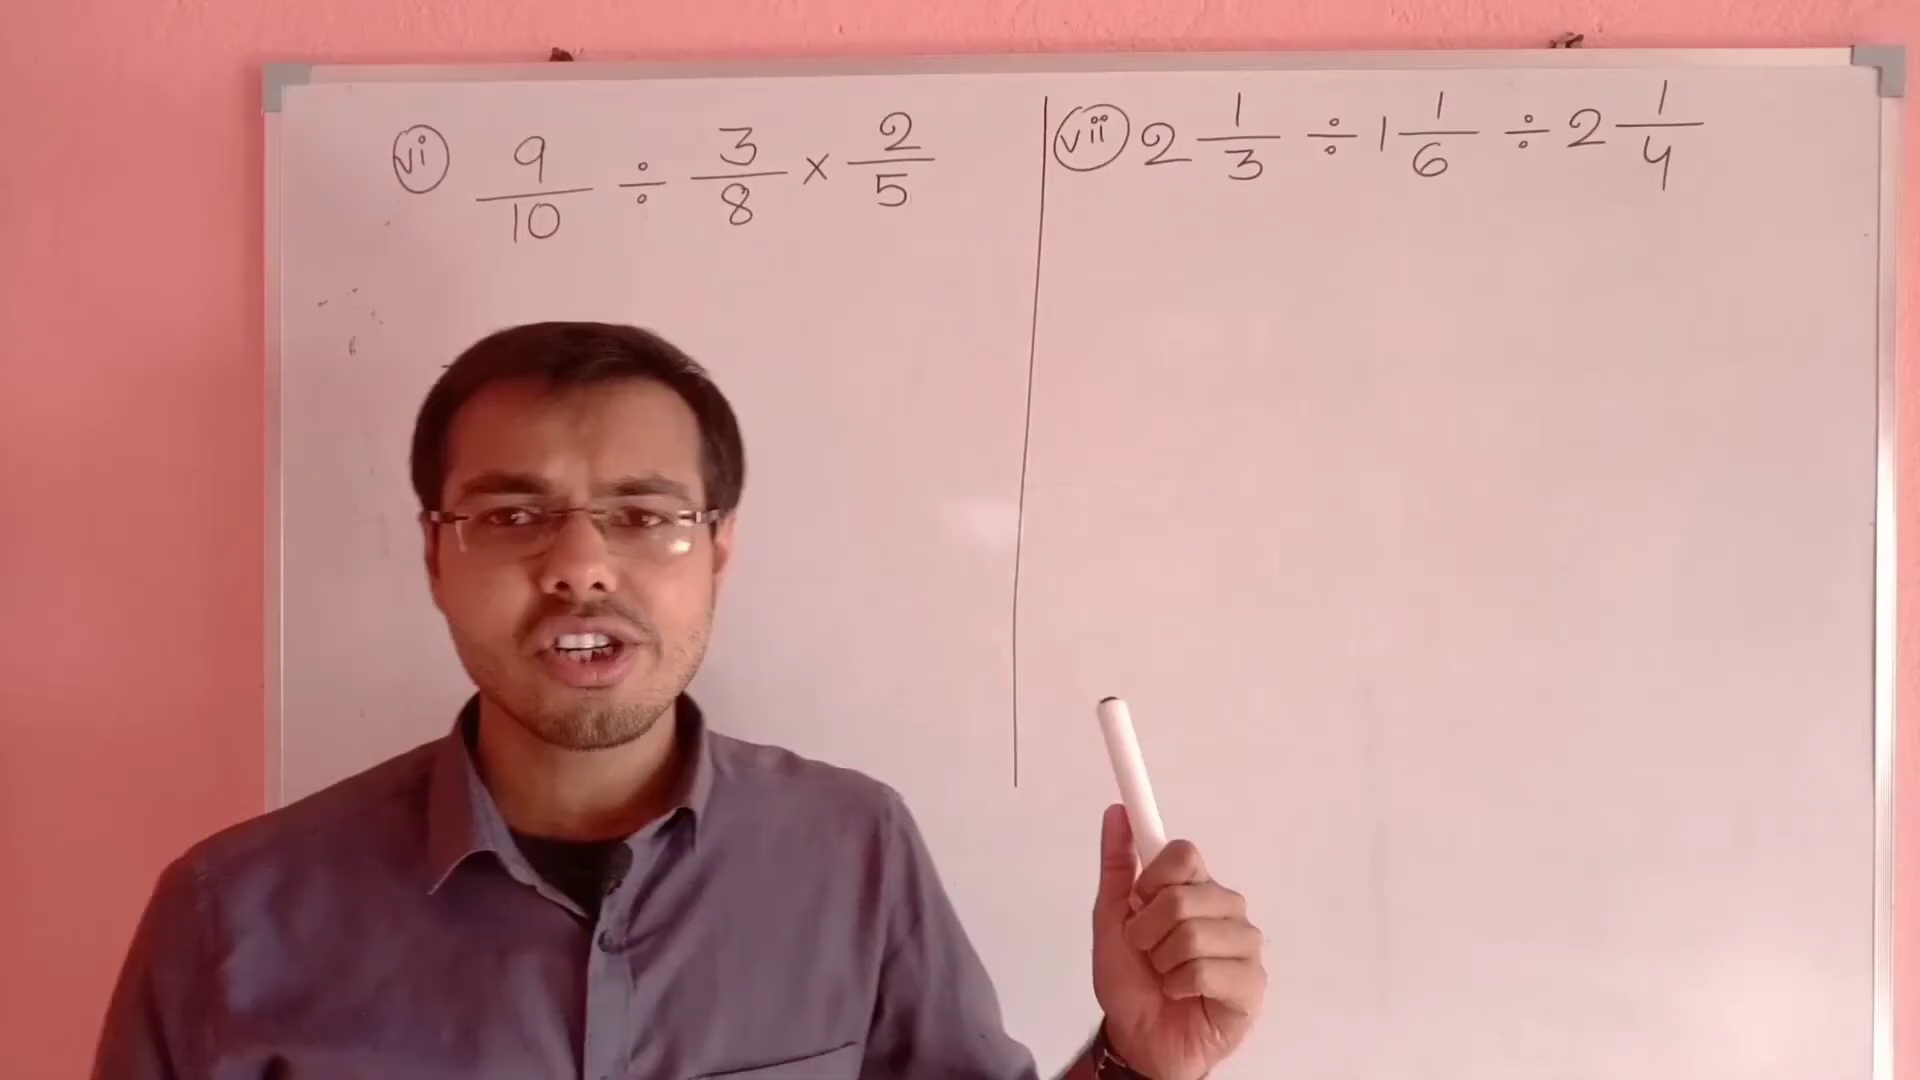 vi 9/10 ÷ 3/8 × 2/5
vii 2 1/3 ÷ 1 1/6 ÷ 2 1/4